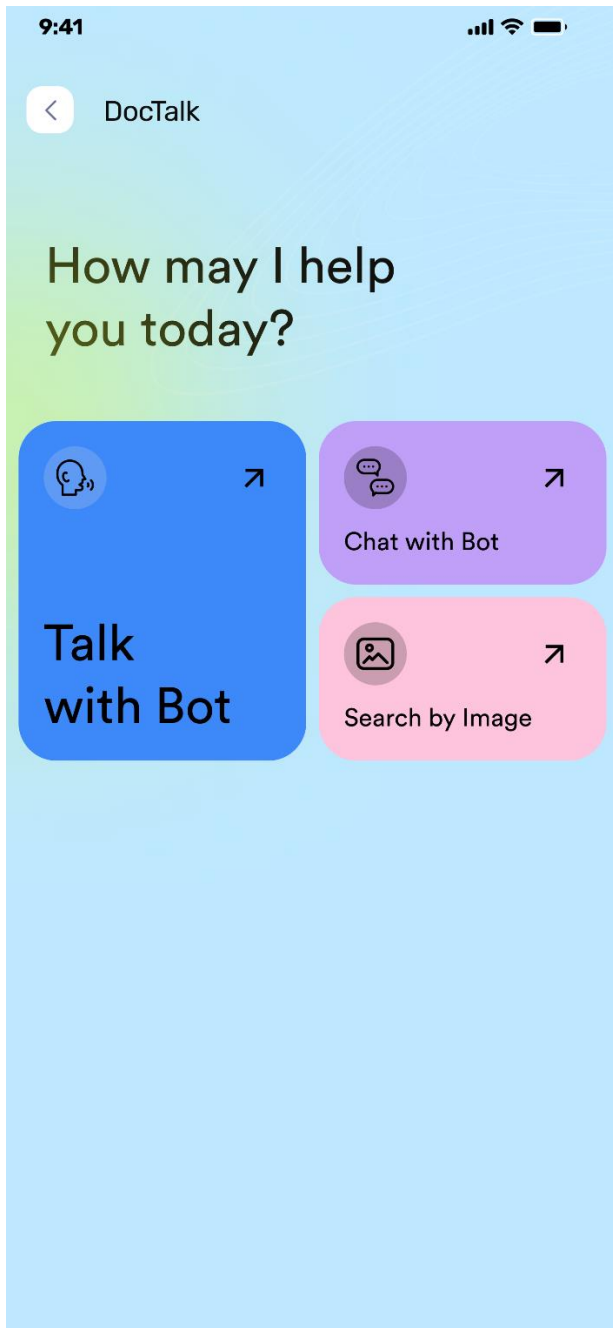 9:41
DocTalk
How may I help
you today?
Talk
with Bot
Chat with Bot
Search by Image